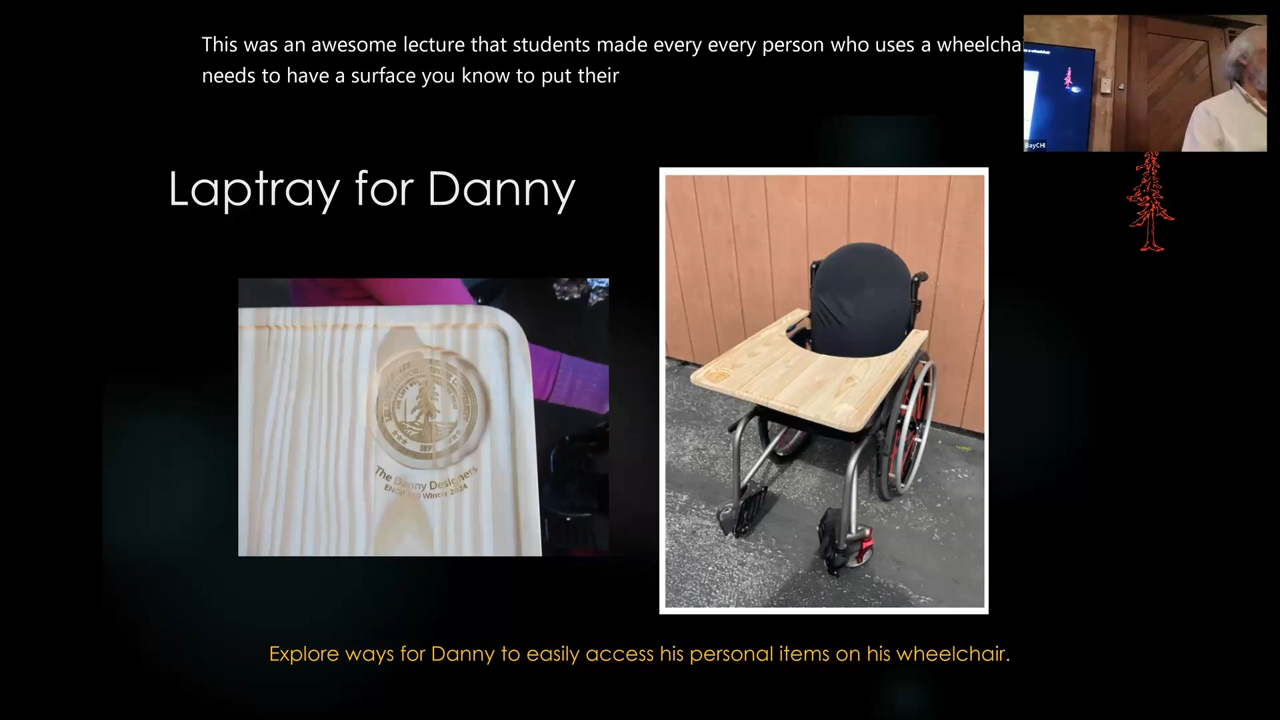 This was an awesome lecture that students made every every person who uses a wheelcha
needs to have a surface you know to put their
BayCHI
Laptray for Danny
The Danny Designers
Winter 2024
Explore ways for Danny to easily access his personal items on his wheelchair.